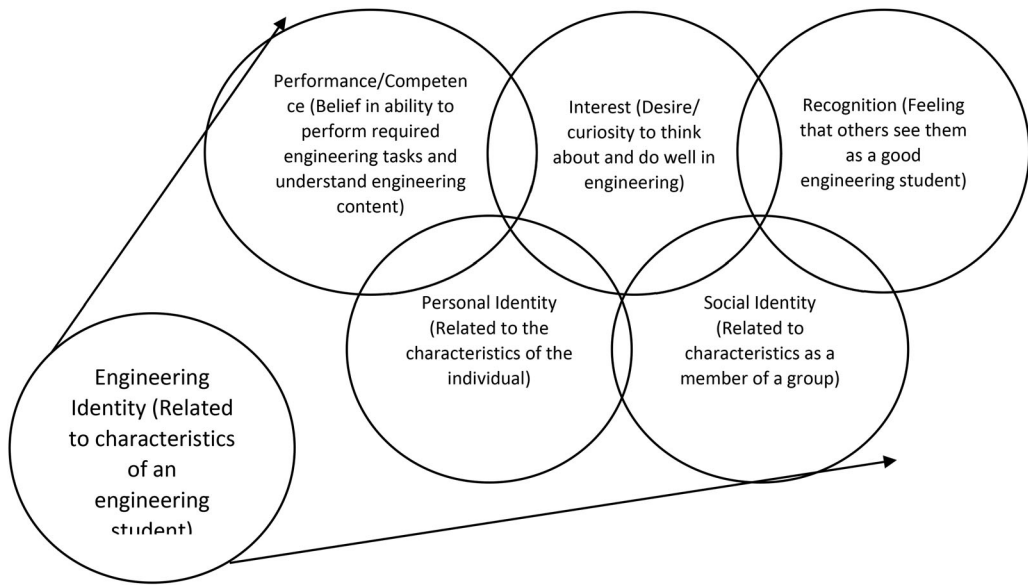 Performance/Competen
ce (Belief in ability to
perform required
engineering tasks and
understand engineering
content)
Interest (Desire/
curiosity to think
about and do well in
engineering)
Recognition (Feeling
that others see them
as a good
engineering student)
Personal Identity
(Related to the
characteristics of the
individual)
Social Identity
(Related to
characteristics as a
member of a group)
Engineering
Identity (Related
to characteristics
of an
engineering
student)